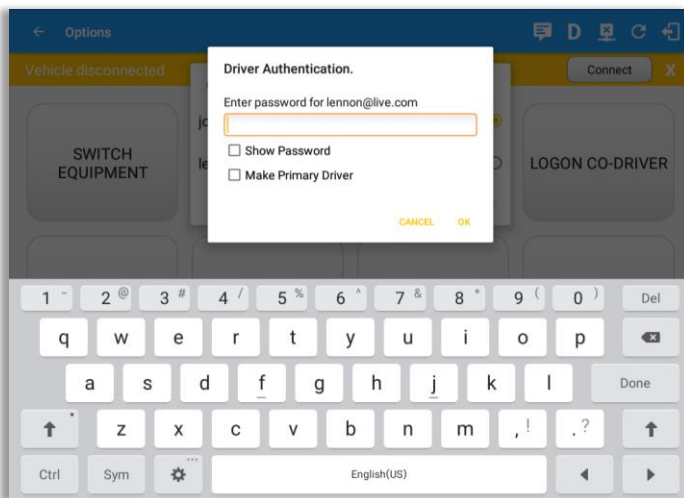 Options
D
Vehicle disconnected
Connect
X
Driver Authentication.
Enter password for lennon@live.com
Show Password
Make Primary Driver
CANCEL
OK
jo
le
SWITCH
EQUIPMENT
LOGON CO-DRIVER
1 - 2 @ 3 # 4 / 5 % 6 ^ 7 & 8 * 9 ( 0 ) Del
q w e r t y u i o p
a s d f g h j k l Done
z x c v b n m , ! . ?
Ctrl Sym English(US)